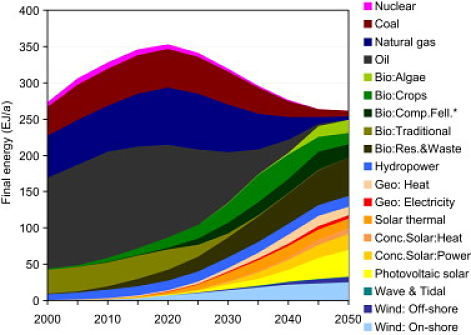 Final energy (EJ/a)
400
350
300
250
200
150
100
50
0
2000 2010 2020 2030 2040 2050
Nuclear
Coal
Natural gas
Oil
Bio:Algae
Bio:Crops
Bio:Comp.Fell.*
Bio:Traditional
Bio:Res.&Waste
Hydropower
Geo: Heat
Geo: Electricity
Solar thermal
Conc.Solar:Heat
Conc.Solar:Power
Photovoltaic solar
Wave & Tidal
Wind: Off-shore
Wind: On-shore